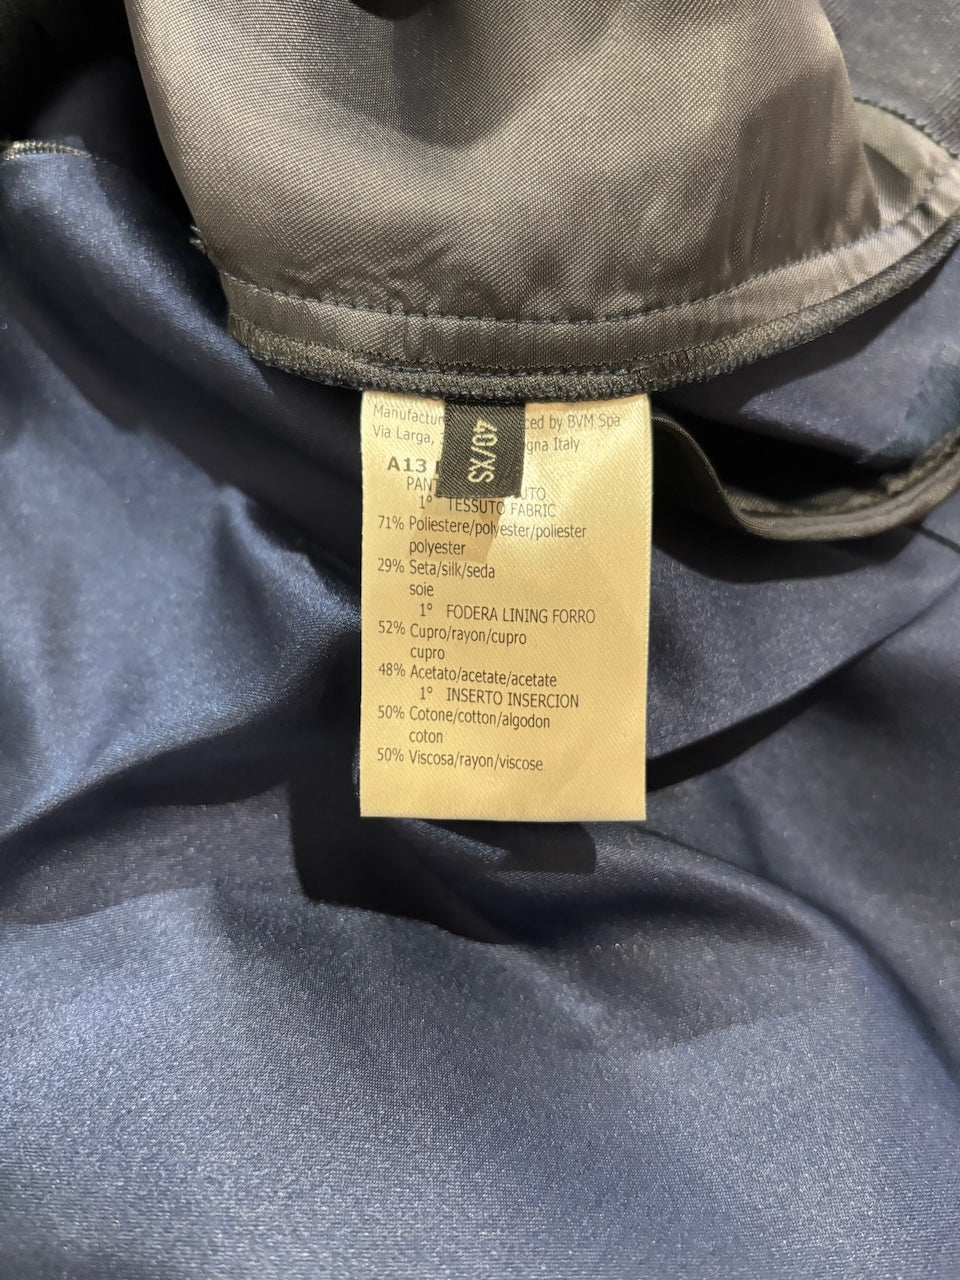 Manufactur ced by BVM Spa
Via Larga, gna Italy
40/XS
A13
PANT UTO
1° TESSUTO FABRIC
71% Poliestere/polyester/poliester
polyester
29% Seta/silk/seda
soie
1° FODERA LINING FORRO
52% Cupro/rayon/cupro
cupro
48% Acetato/acetate/acetate
1° INSERTO INSERCION
50% Cotone/cotton/algodon
coton
50% Viscosa/rayon/viscose